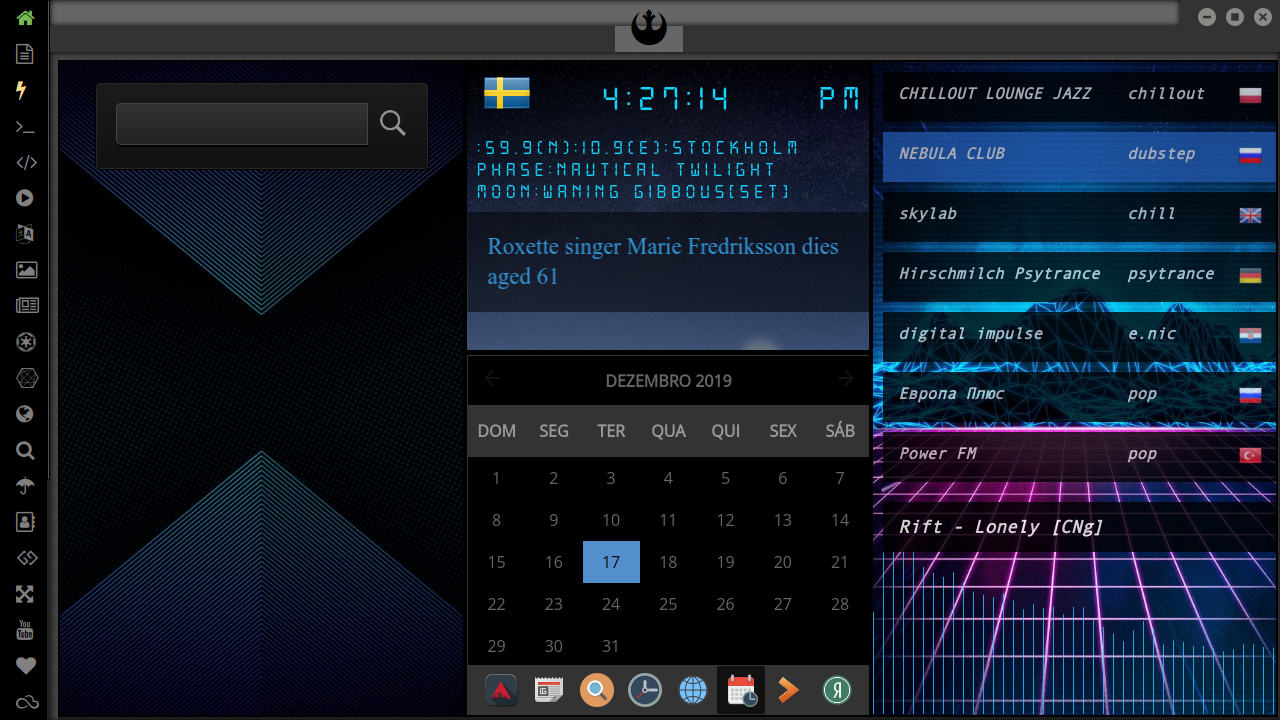 4:27:14 PM
:59.9(N):10.9(E):STOCKHOLM
PHASE:NAUTICAL TWILIGHT
MOON:WANING GIBBOUS(SET)
Roxette singer Marie Fredriksson dies
aged 61
DEZEMBRO 2019
DOM SEG TER QUA QUI SEX SÁB
1 2 3 4 5 6 7
8 9 10 11 12 13 14
15 16 17 18 19 20 21
22 23 24 25 26 27 28
29 30 31
CHILLOUT LOUNGE JAZZ chillout
NEBULA CLUB dubstep
skylab chill
Hirschmilch Psytrance psytrance
digital impulse e.nic
Европа Плюс pop
Power FM pop
Rift - Lonely [CNg]
You
Tube
Я